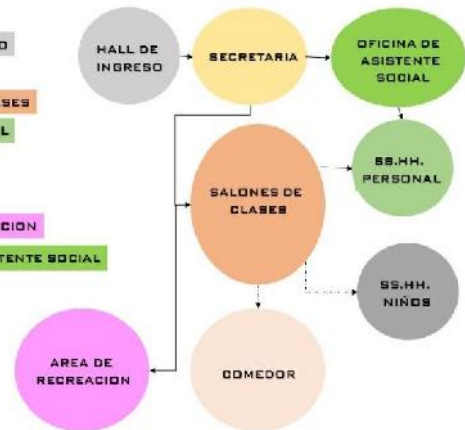 HALL DE
INGRESO
SECRETARIA
OFICINA DE
ASISTENTE
SOCIAL
SALONES DE
CLASES
SS.HH.
PERSONAL
SS.HH.
NIÑOS
AREA DE
RECREACION
COMEDOR
SOCIAL